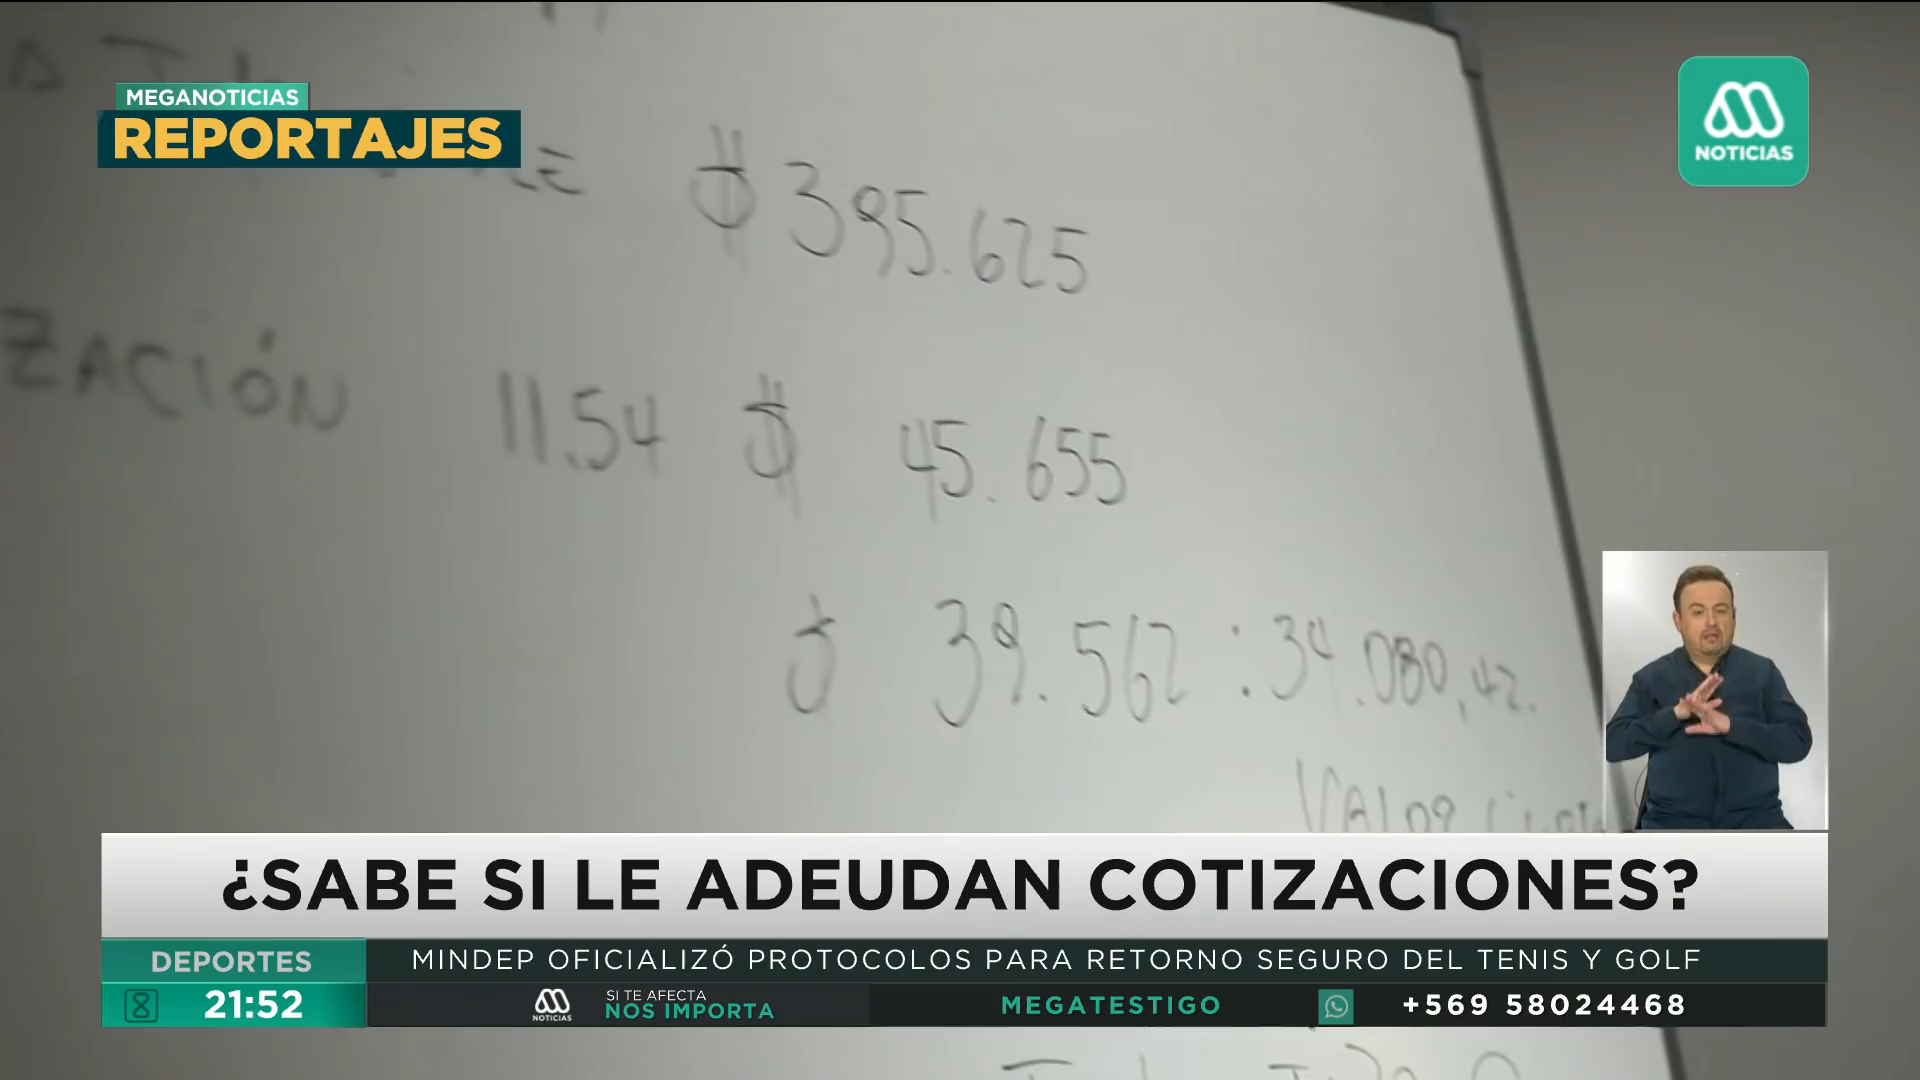 MEGANOTICIAS
REPORTAJES
NOTICIAS
$ 395.625
ZACIÓN 11.54 $ 45.655
$ 39.562 : 34.080,42.
VALOR
¿SABE SI LE ADEUDAN COTIZACIONES?
DEPORTES
MINDEP OFICIALIZÓ PROTOCOLOS PARA RETORNO SEGURO DEL TENIS Y GOLF
21:52
NOTICIAS
SI TE AFECTA
NOS IMPORTA
MEGATESTIGO
+569 58024468